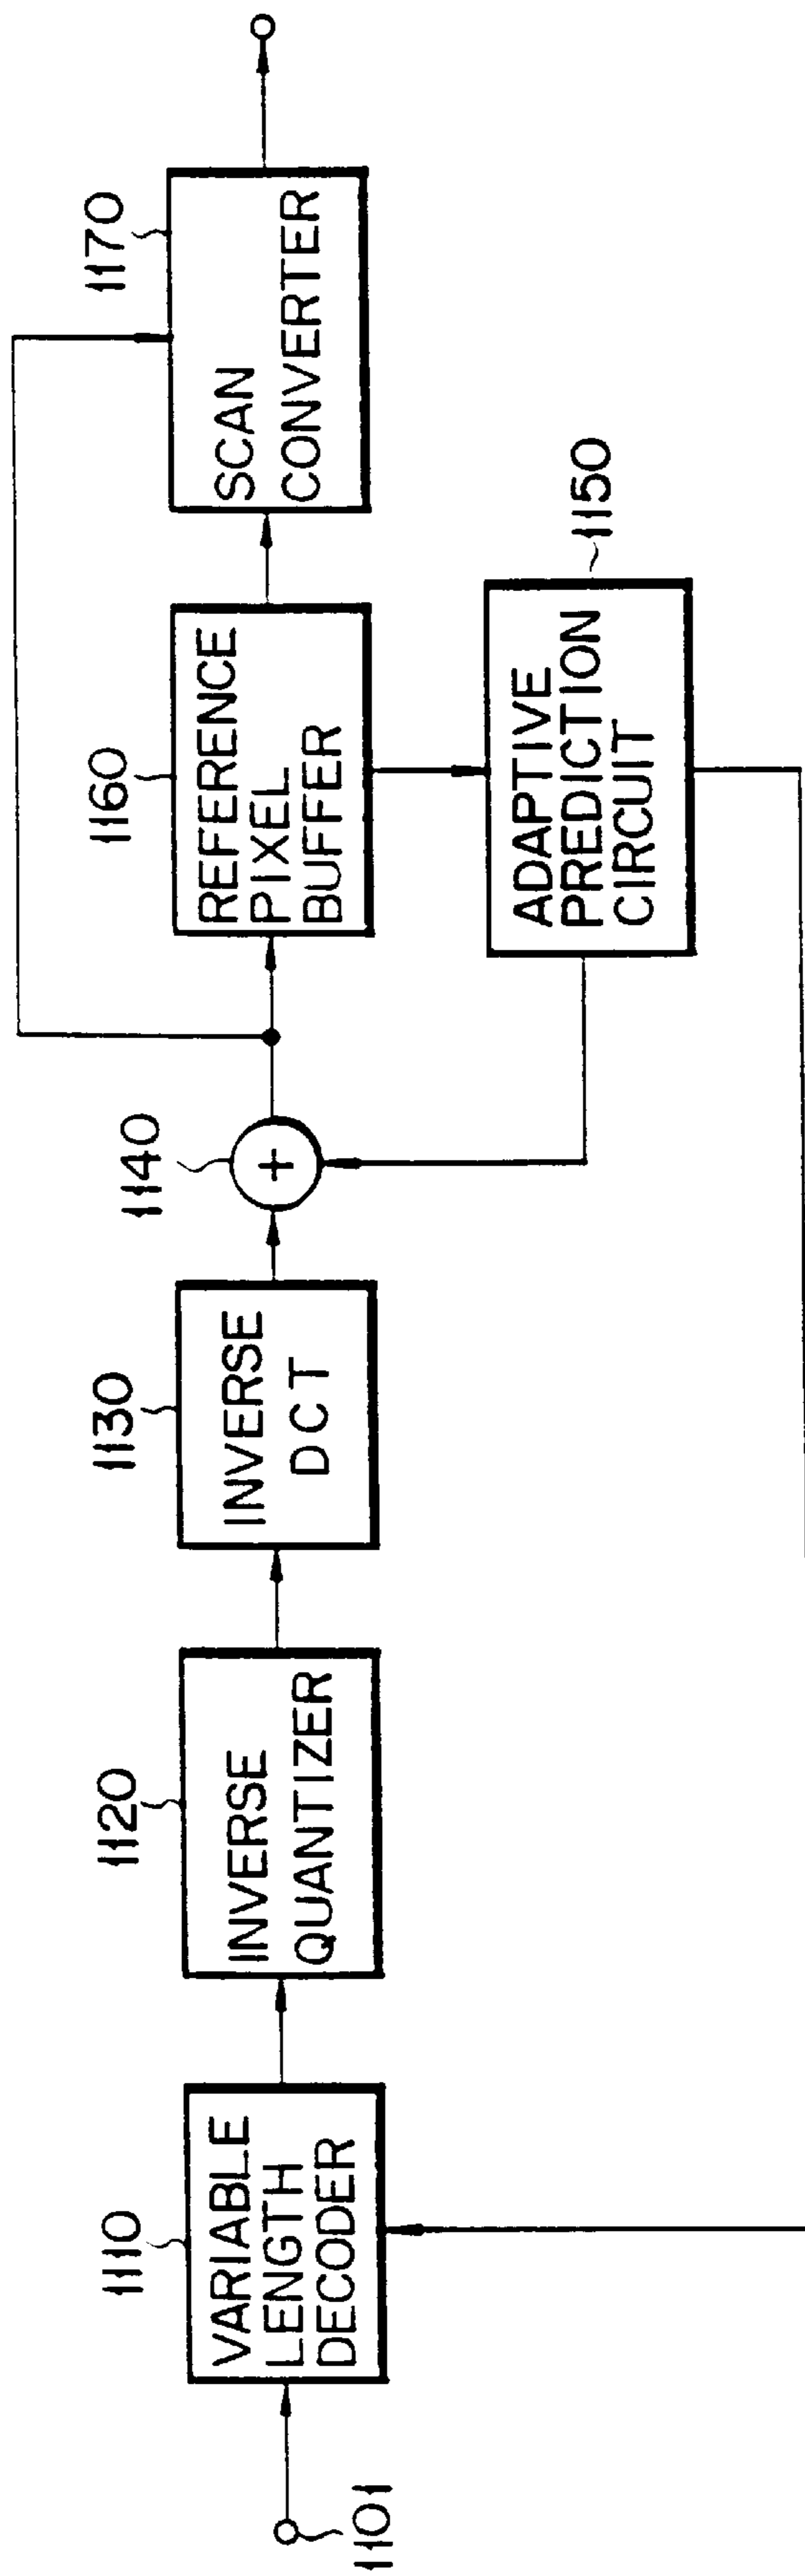 1101
1110
VARIABLE
LENGTH
DECODER
1120
INVERSE
QUANTIZER
1130
INVERSE
DCT
1140
+
1160
REFERENCE
PIXEL
BUFFER
1170
SCAN
CONVERTER
ADAPTIVE
PREDICTION
CIRCUIT
1150